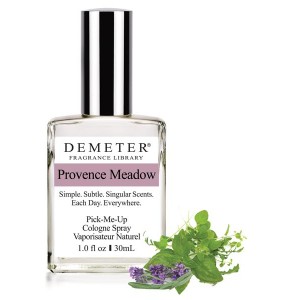 DEMETER®
FRAGRANCE LIBRARY
Provence Meadow
Simple. Subtle. Singular Scents.
Each Day. Everywhere.
Pick-Me-Up
Cologne Spray
Vaporisateur Naturel
1.0 fl oz | 30mL